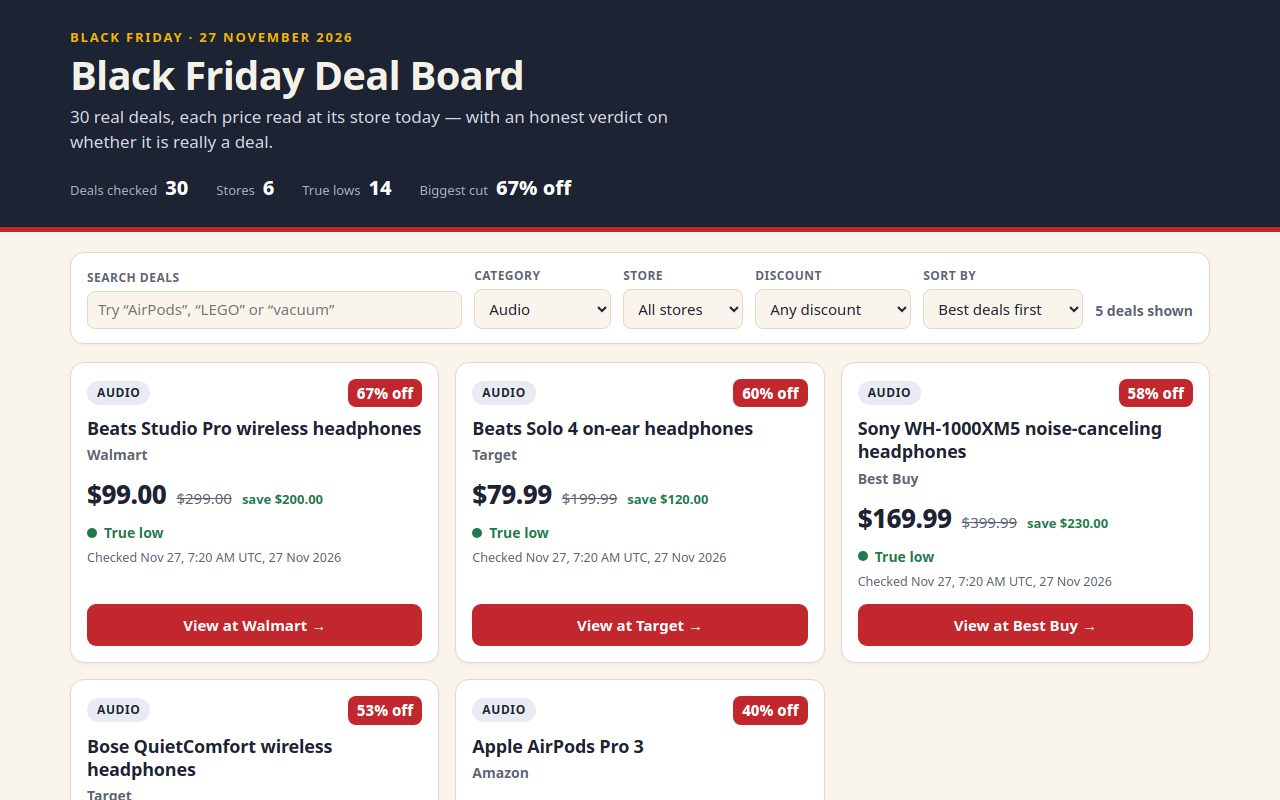 BLACK FRIDAY · 27 NOVEMBER 2026
Black Friday Deal Board
30 real deals, each price read at its store today — with an honest verdict on
whether it is really a deal.
Deals checked 30 Stores 6 True lows 14 Biggest cut 67% off
SEARCH DEALS
Try “AirPods”, “LEGO” or “vacuum”
CATEGORY
Audio
STORE
All stores
DISCOUNT
Any discount
SORT BY
Best deals first
5 deals shown
AUDIO
67% off
Beats Studio Pro wireless headphones
Walmart
$99.00 $299.00 save $200.00
True low
Checked Nov 27, 7:20 AM UTC, 27 Nov 2026
View at Walmart →
AUDIO
60% off
Beats Solo 4 on-ear headphones
Target
$79.99 $199.99 save $120.00
True low
Checked Nov 27, 7:20 AM UTC, 27 Nov 2026
View at Target →
AUDIO
58% off
Sony WH-1000XM5 noise-canceling
headphones
Best Buy
$169.99 $399.99 save $230.00
True low
Checked Nov 27, 7:20 AM UTC, 27 Nov 2026
View at Best Buy →
AUDIO
53% off
Bose QuietComfort wireless
headphones
Target
AUDIO
40% off
Apple AirPods Pro 3
Amazon